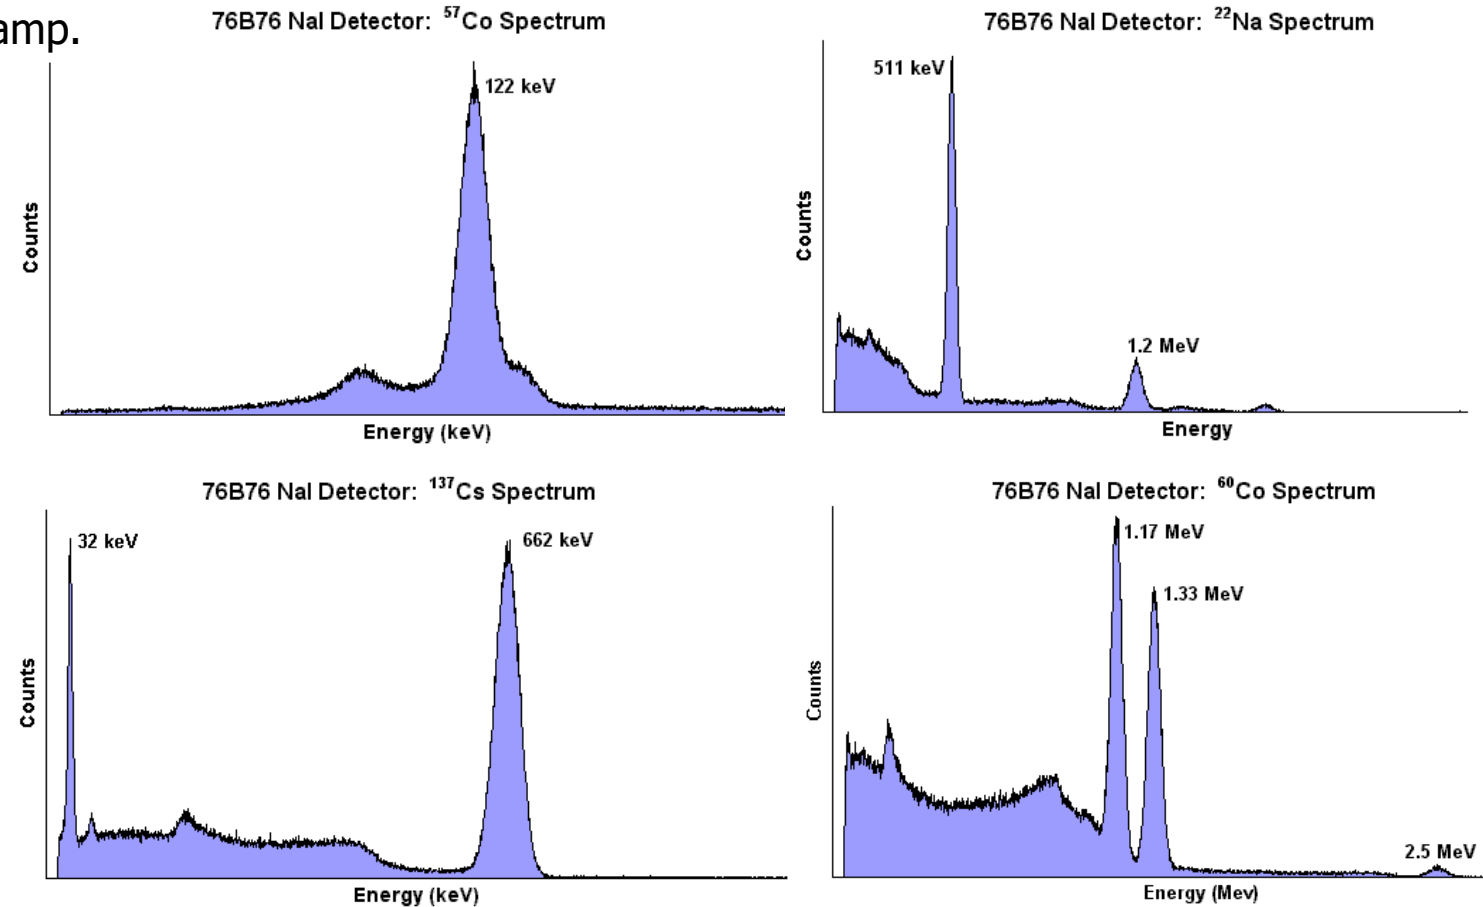 amp.
76B76 NaI Detector: ⁵⁷Co Spectrum
122 keV
Counts
Energy (keV)
76B76 NaI Detector: ²²Na Spectrum
511 keV
1.2 MeV
Counts
Energy
76B76 NaI Detector: ¹³⁷Cs Spectrum
32 keV
662 keV
Counts
Energy (keV)
76B76 NaI Detector: ⁶⁰Co Spectrum
1.17 MeV
1.33 MeV
2.5 MeV
Counts
Energy (Mev)